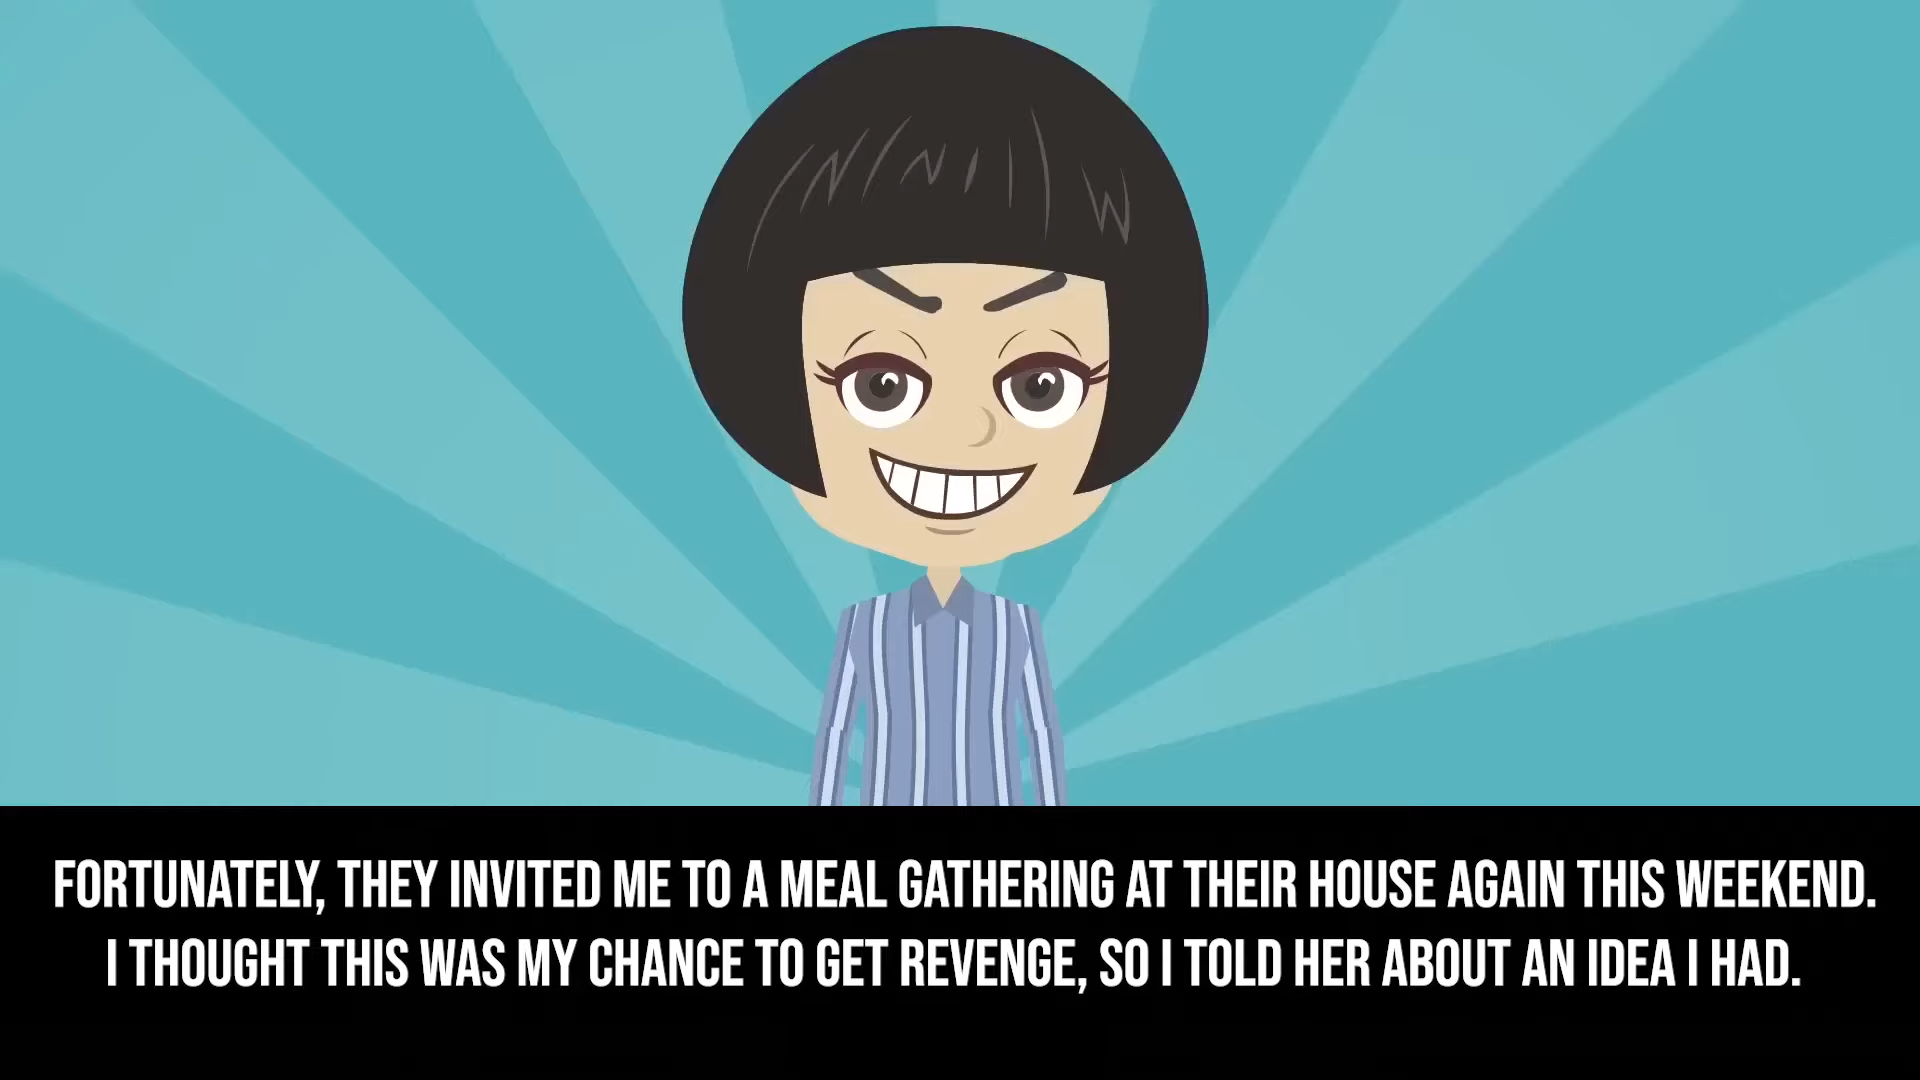 FORTUNATELY, THEY INVITED ME TO A MEAL GATHERING AT THEIR HOUSE AGAIN THIS WEEKEND.
I THOUGHT THIS WAS MY CHANCE TO GET REVENGE, SO I TOLD HER ABOUT AN IDEA I HAD.